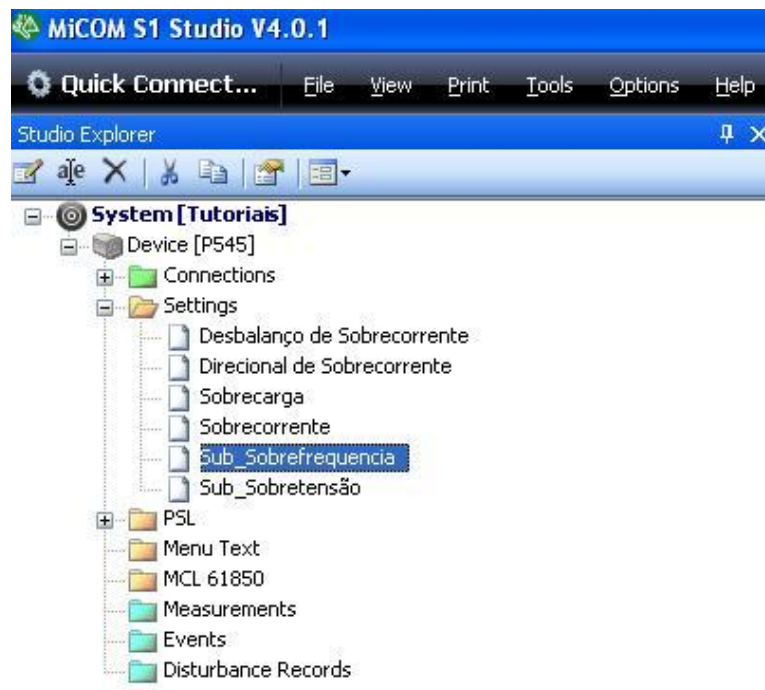 MiCOM S1 Studio V4.0.1
Quick Connect... File View Print Tools Options Help
Studio Explorer
aĮe
System [Tutoriais]
Device [P545]
Connections
Settings
Desbalanço de Sobrecorrente
Direcional de Sobrecorrente
Sobrecarga
Sobrecorrente
Sub_Sobrefrequencia
Sub_Sobretensão
PSL
Menu Text
MCL 61850
Measurements
Events
Disturbance Records